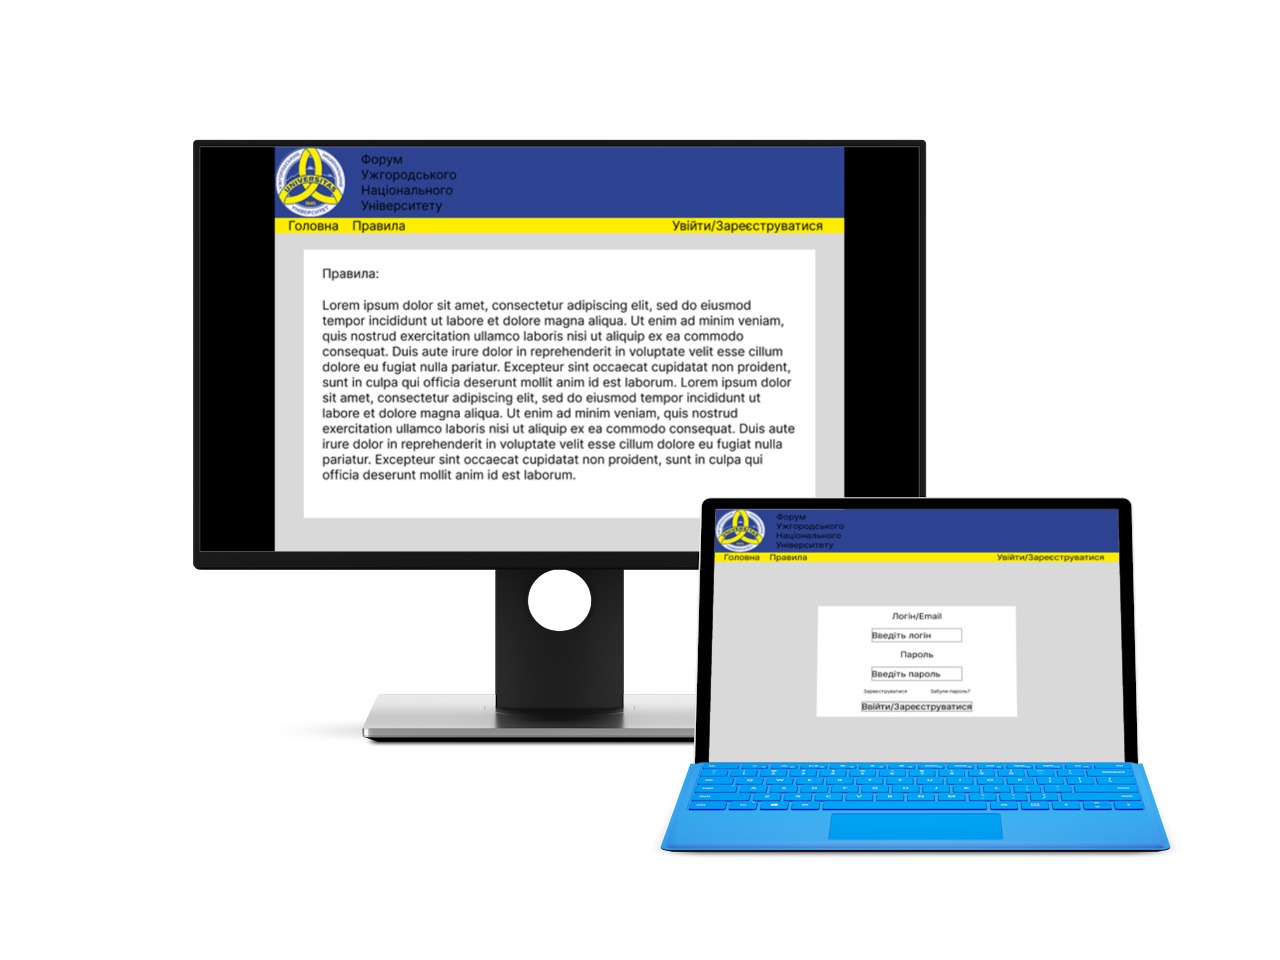 UNIVERSITAS
1945
УНІВЕРСИТЕТ
Форум
Ужгородського
Національного
Університету
Головна Правила Увійти/Зареєструватися
Правила:
Lorem ipsum dolor sit amet, consectetur adipiscing elit, sed do eiusmod
tempor incididunt ut labore et dolore magna aliqua. Ut enim ad minim veniam,
quis nostrud exercitation ullamco laboris nisi ut aliquip ex ea commodo
consequat. Duis aute irure dolor in reprehenderit in voluptate velit esse cillum
dolore eu fugiat nulla pariatur. Excepteur sint occaecat cupidatat non proident,
sunt in culpa qui officia deserunt mollit anim id est laborum. Lorem ipsum dolor
sit amet, consectetur adipiscing elit, sed do eiusmod tempor incididunt ut
labore et dolore magna aliqua. Ut enim ad minim veniam, quis nostrud
exercitation ullamco laboris nisi ut aliquip ex ea commodo consequat. Duis aute
irure dolor in reprehenderit in voluptate velit esse cillum dolore eu fugiat nulla
pariatur. Excepteur sint occaecat cupidatat non proident, sunt in culpa qui
officia deserunt mollit anim id est laborum.
UNIVERSITAS
Форум
Ужгородського
Національного
Університету
Головна Правила Увійти/Зареєструватися
Логін/Email
Введіть логін
Пароль
Введіть пароль
Зареєструватися Забули пароль?
Ввійти/Зареєструватися